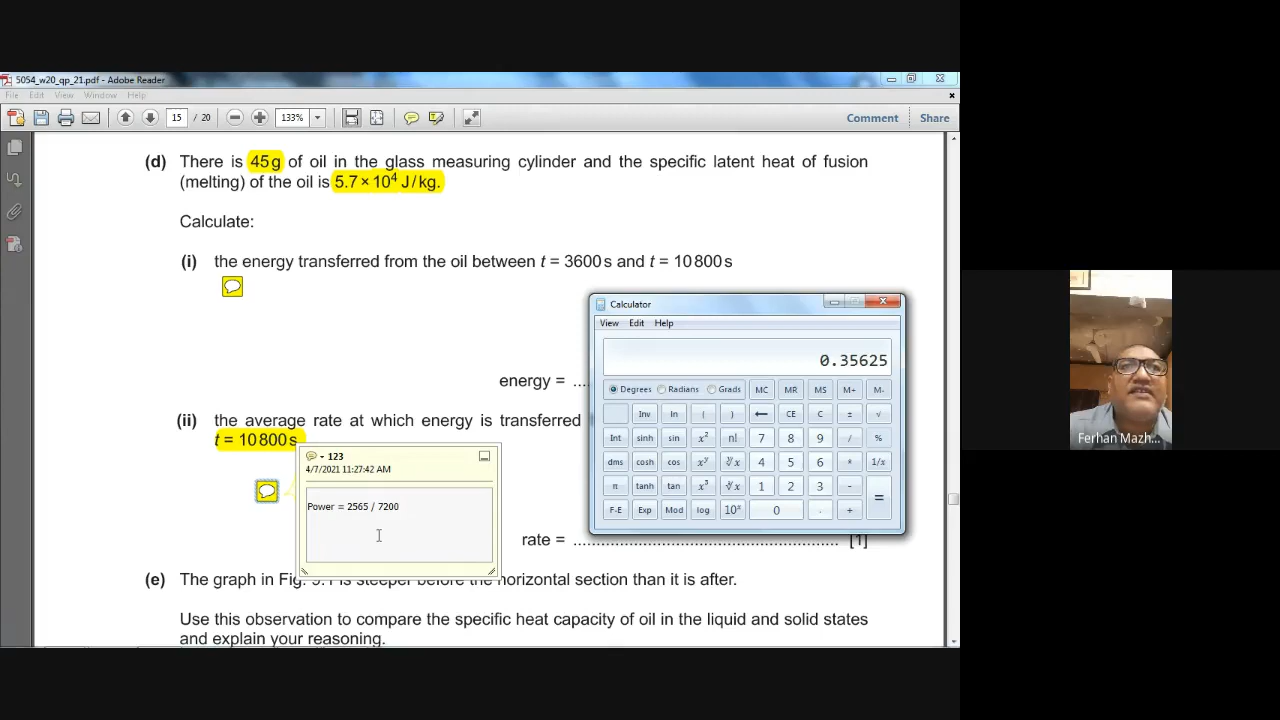 5054_w20_qp_21.pdf - Adobe Reader
File Edit View Window Help
15 / 20 133% Comment Share
(d) There is 45 g of oil in the glass measuring cylinder and the specific latent heat of fusion
(melting) of the oil is 5.7 × 10⁴ J/kg.
Calculate:
(i) the energy transferred from the oil between t = 3600 s and t = 10 800 s
energy = ....
(ii) the average rate at which energy is transferred
t = 10 800 s
123
4/7/2021 11:27:42 AM
Power = 2565 / 7200
rate = ........................................................ [1]
(e) The graph in Fig. is steeper before the horizontal section than it is after.
Use this observation to compare the specific heat capacity of oil in the liquid and solid states
and explain your reasoning.
Calculator
View Edit Help
0.35625
Degrees Radians Grads MC MR MS M+ M-
Inv ln ( ) ← CE C ± √
Int sinh sin x² n! 7 8 9 / %
dms cosh cos xʸ ʸ√x 4 5 6 * 1/x
π tanh tan x³ ³√x 1 2 3 - =
F-E Exp Mod log 10ˣ 0 . +
Ferhan Mazh...